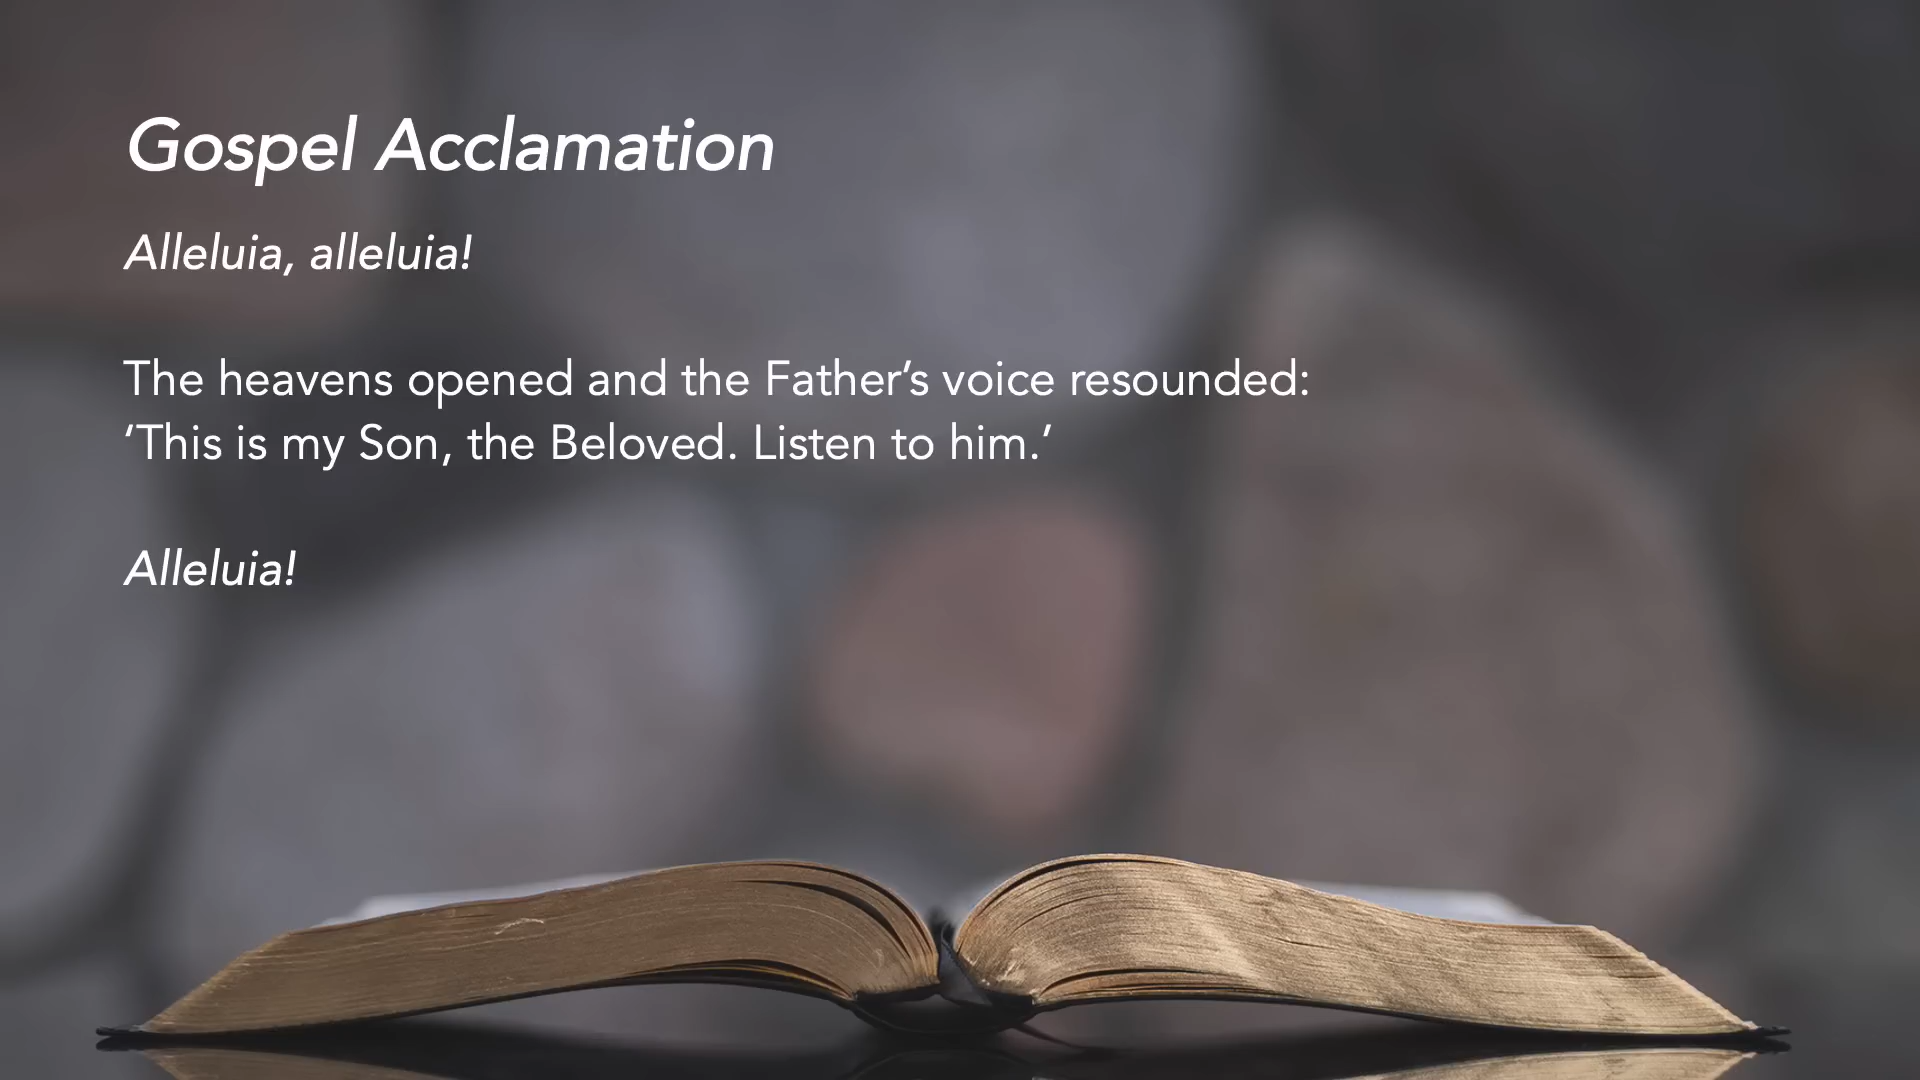 Gospel Acclamation
Alleluia, alleluia!
The heavens opened and the Father’s voice resounded:
‘This is my Son, the Beloved. Listen to him.’
Alleluia!